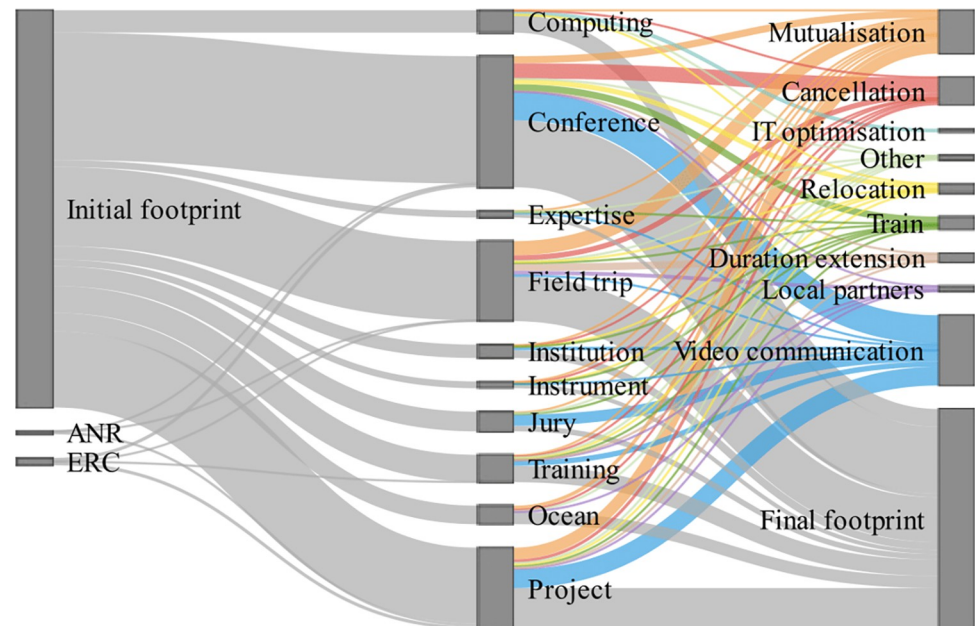 Initial footprint
ANR
ERC
Computing
Conference
Expertise
Field trip
Institution
Instrument
Jury
Training
Ocean
Project
Mutualisation
Cancellation
IT optimisation
Other
Relocation
Train
Duration extension
Local partners
Video communication
Final footprint